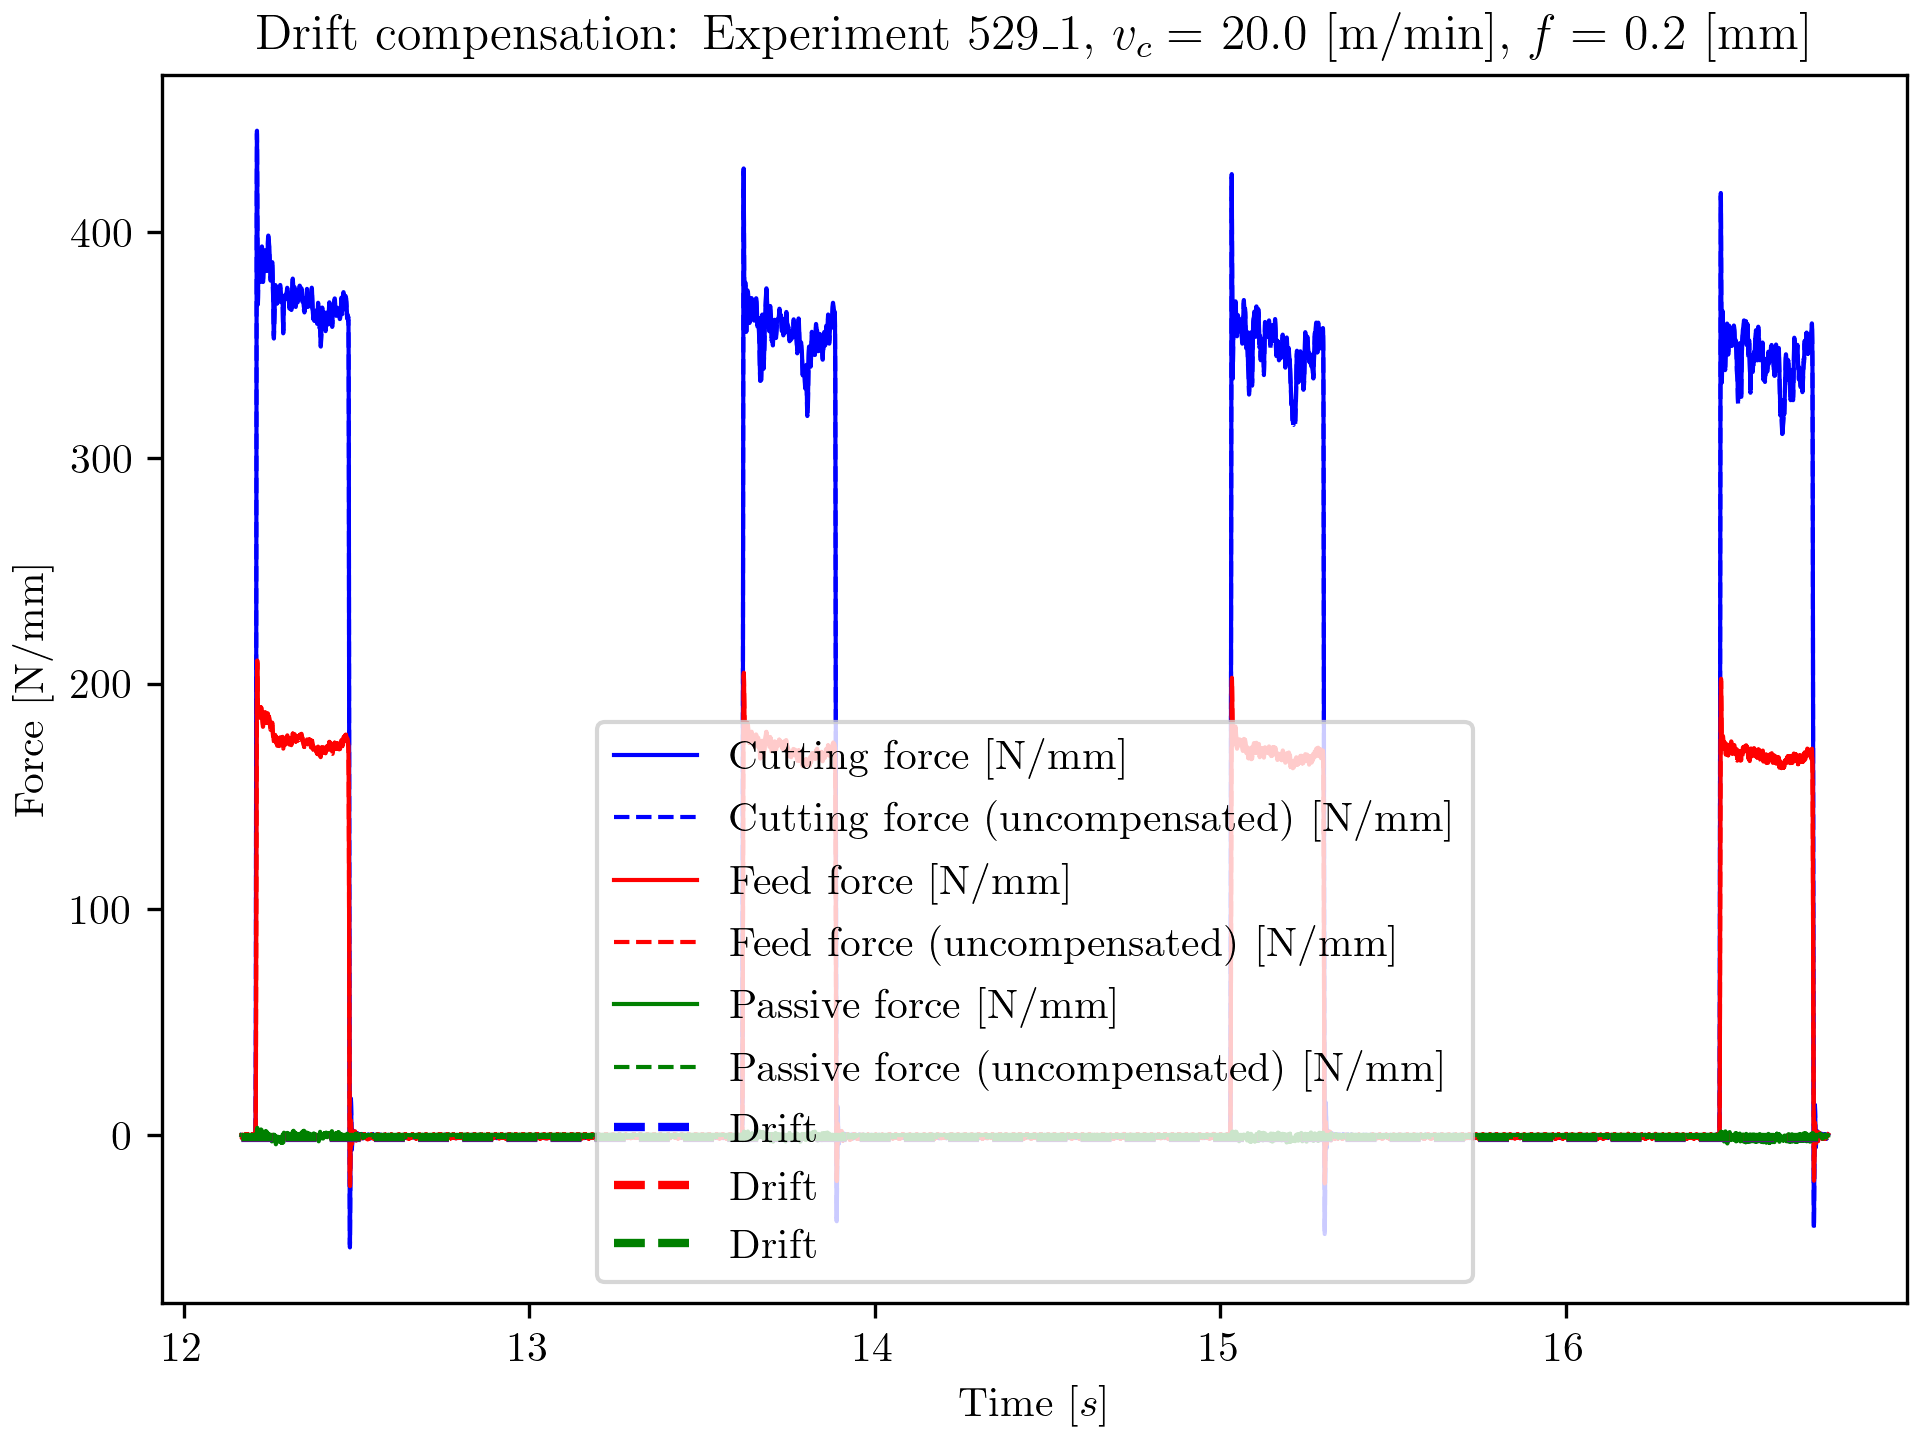 Drift compensation: Experiment 529_1, v_c = 20.0 [m/min], f = 0.2 [mm]
400
300
200
100
0
Force [N/mm]
Cutting force [N/mm]
Cutting force (uncompensated) [N/mm]
Feed force [N/mm]
Feed force (uncompensated) [N/mm]
Passive force [N/mm]
Passive force (uncompensated) [N/mm]
Drift
Drift
Drift
12 13 14 15 16
Time [s]